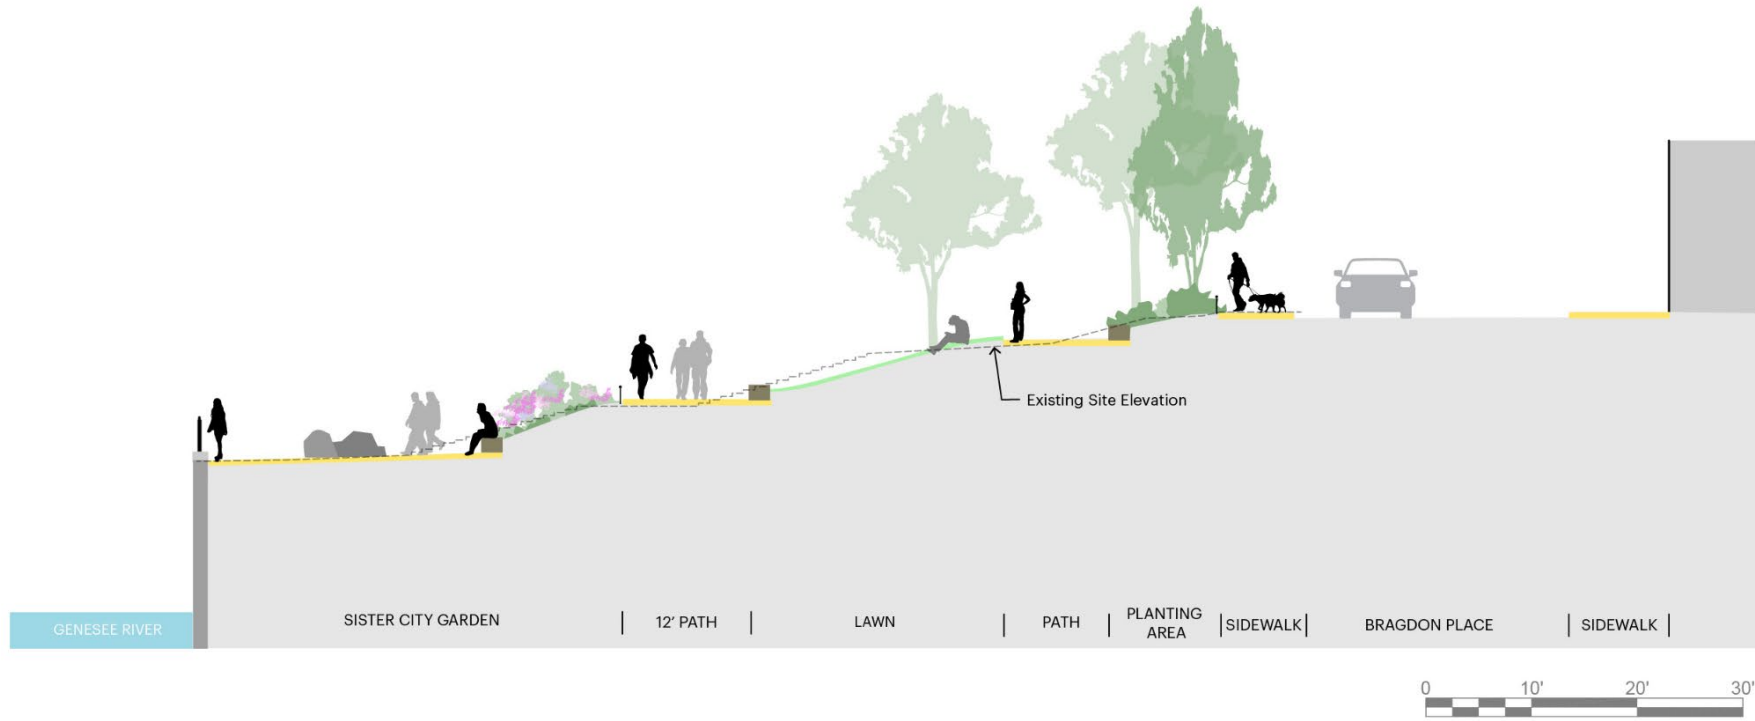 Existing Site Elevation
GENESEE RIVER
SISTER CITY GARDEN
12' PATH
LAWN
PATH
PLANTING
AREA
SIDEWALK
BRAGDON PLACE
SIDEWALK
0 10' 20' 30'